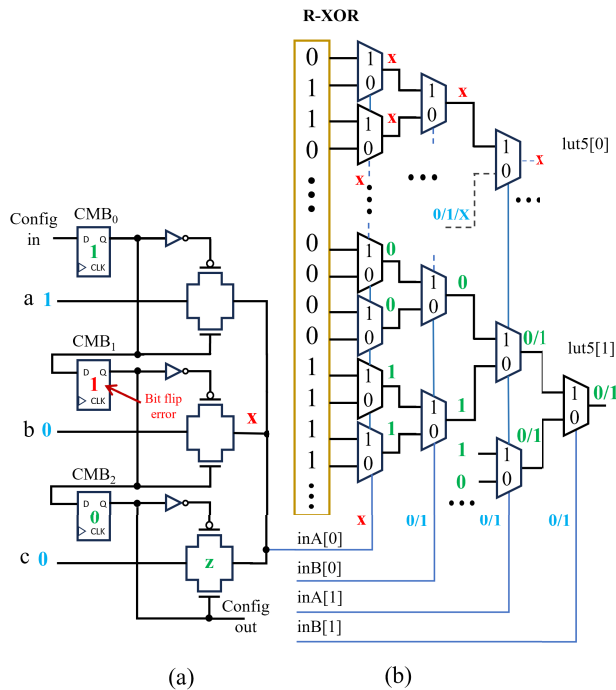 R-XOR
0
1
1
0
•••
0
0
0
0
1
1
1
1
•••
1
0
x
1
0
x
x
•••
1
0
x
1
0
x
•••
lut5[0]
0/1/X
1
0
0
1
0
0
1
0
0
1
0
1
1
0
1
1
0
1
1
0
0/1
1
0
0/1
1
0
•••
1
0
0/1
lut5[1]
x
0/1
0/1
0/1
inA[0]
inB[0]
inA[1]
inB[1]
Config
in
CMB0
D Q
1
CLK
a 1
CMB1
D Q
1
CLK
Bit flip
error
b 0
x
CMB2
D Q
0
CLK
c 0
z
Config
out
(a)
(b)